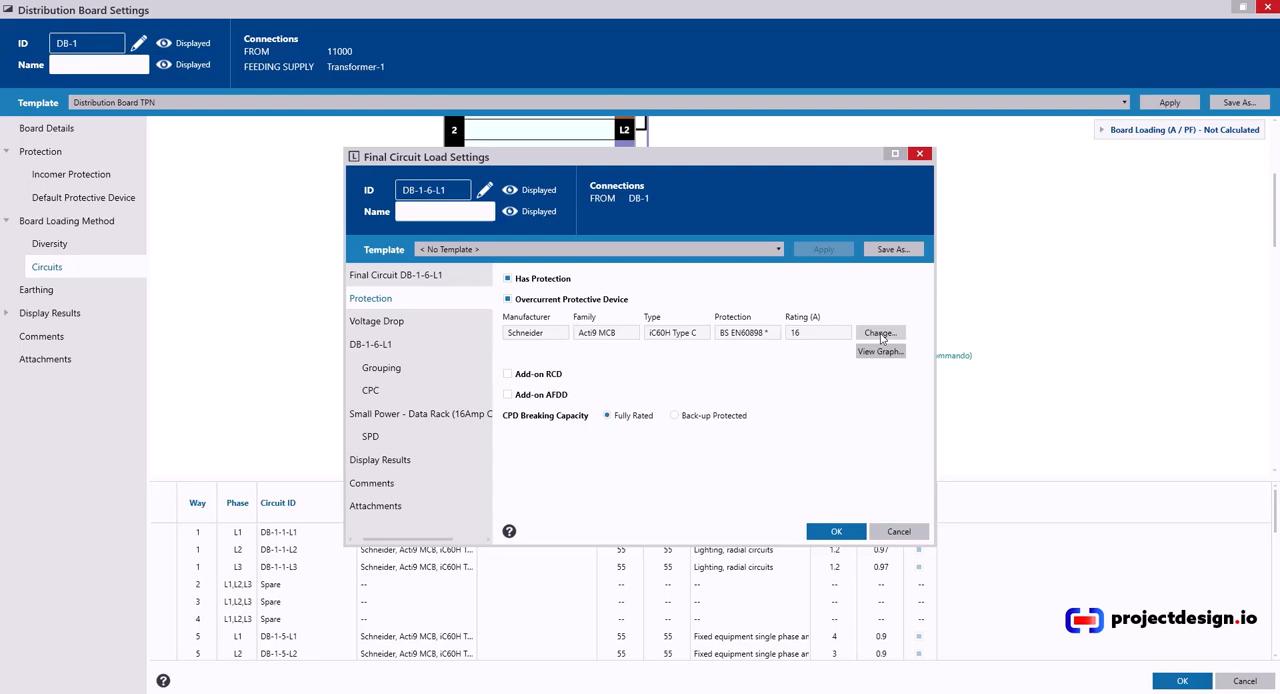 Distribution Board Settings
ID DB-1 Displayed
Name Displayed
Connections
FROM 11000
FEEDING SUPPLY Transformer-1
Template Distribution Board TPN Apply Save As...
Board Details
Protection
Incomer Protection
Default Protective Device
Board Loading Method
Diversity
Circuits
Earthing
Display Results
Comments
Attachments
2 L2
Board Loading (A / PF) - Not Calculated
Final Circuit Load Settings
ID DB-1-6-L1 Displayed
Name Displayed
Connections
FROM DB-1
Template < No Template > Apply Save As...
Final Circuit DB-1-6-L1
Protection
Voltage Drop
DB-1-6-L1
Grouping
CPC
Small Power - Data Rack (16Amp C
SPD
Display Results
Comments
Attachments
Has Protection
Overcurrent Protective Device
Manufacturer Family Type Protection Rating (A)
Schneider Acti9 MCB iC60H Type C BS EN60898 * 16 Change...
View Graph...
Add-on RCD
Add-on AFDD
CPD Breaking Capacity Fully Rated Back-up Protected
OK Cancel
mmando)
Way Phase Circuit ID
1 L1 DB-1-1-L1
1 L2 DB-1-1-L2 Schneider, Acti9 MCB, iC60H T... 55 55 Lighting, radial circuits 1.2 0.97
1 L3 DB-1-1-L3 Schneider, Acti9 MCB, iC60H T... 55 55 Lighting, radial circuits 1.2 0.97
2 L1,L2,L3 Spare -- -- -- -- -- -- --
3 L1,L2,L3 Spare -- -- -- -- -- -- --
4 L1,L2,L3 Spare -- -- -- -- -- -- --
5 L1 DB-1-5-L1 Schneider, Acti9 MCB, iC60H T... 55 55 Fixed equipment single phase ar 4 0.9
5 L2 DB-1-5-L2 Schneider, Acti9 MCB, iC60H T... 55 55 Fixed equipment single phase ar 3 0.9
projectdesign.io
OK Cancel